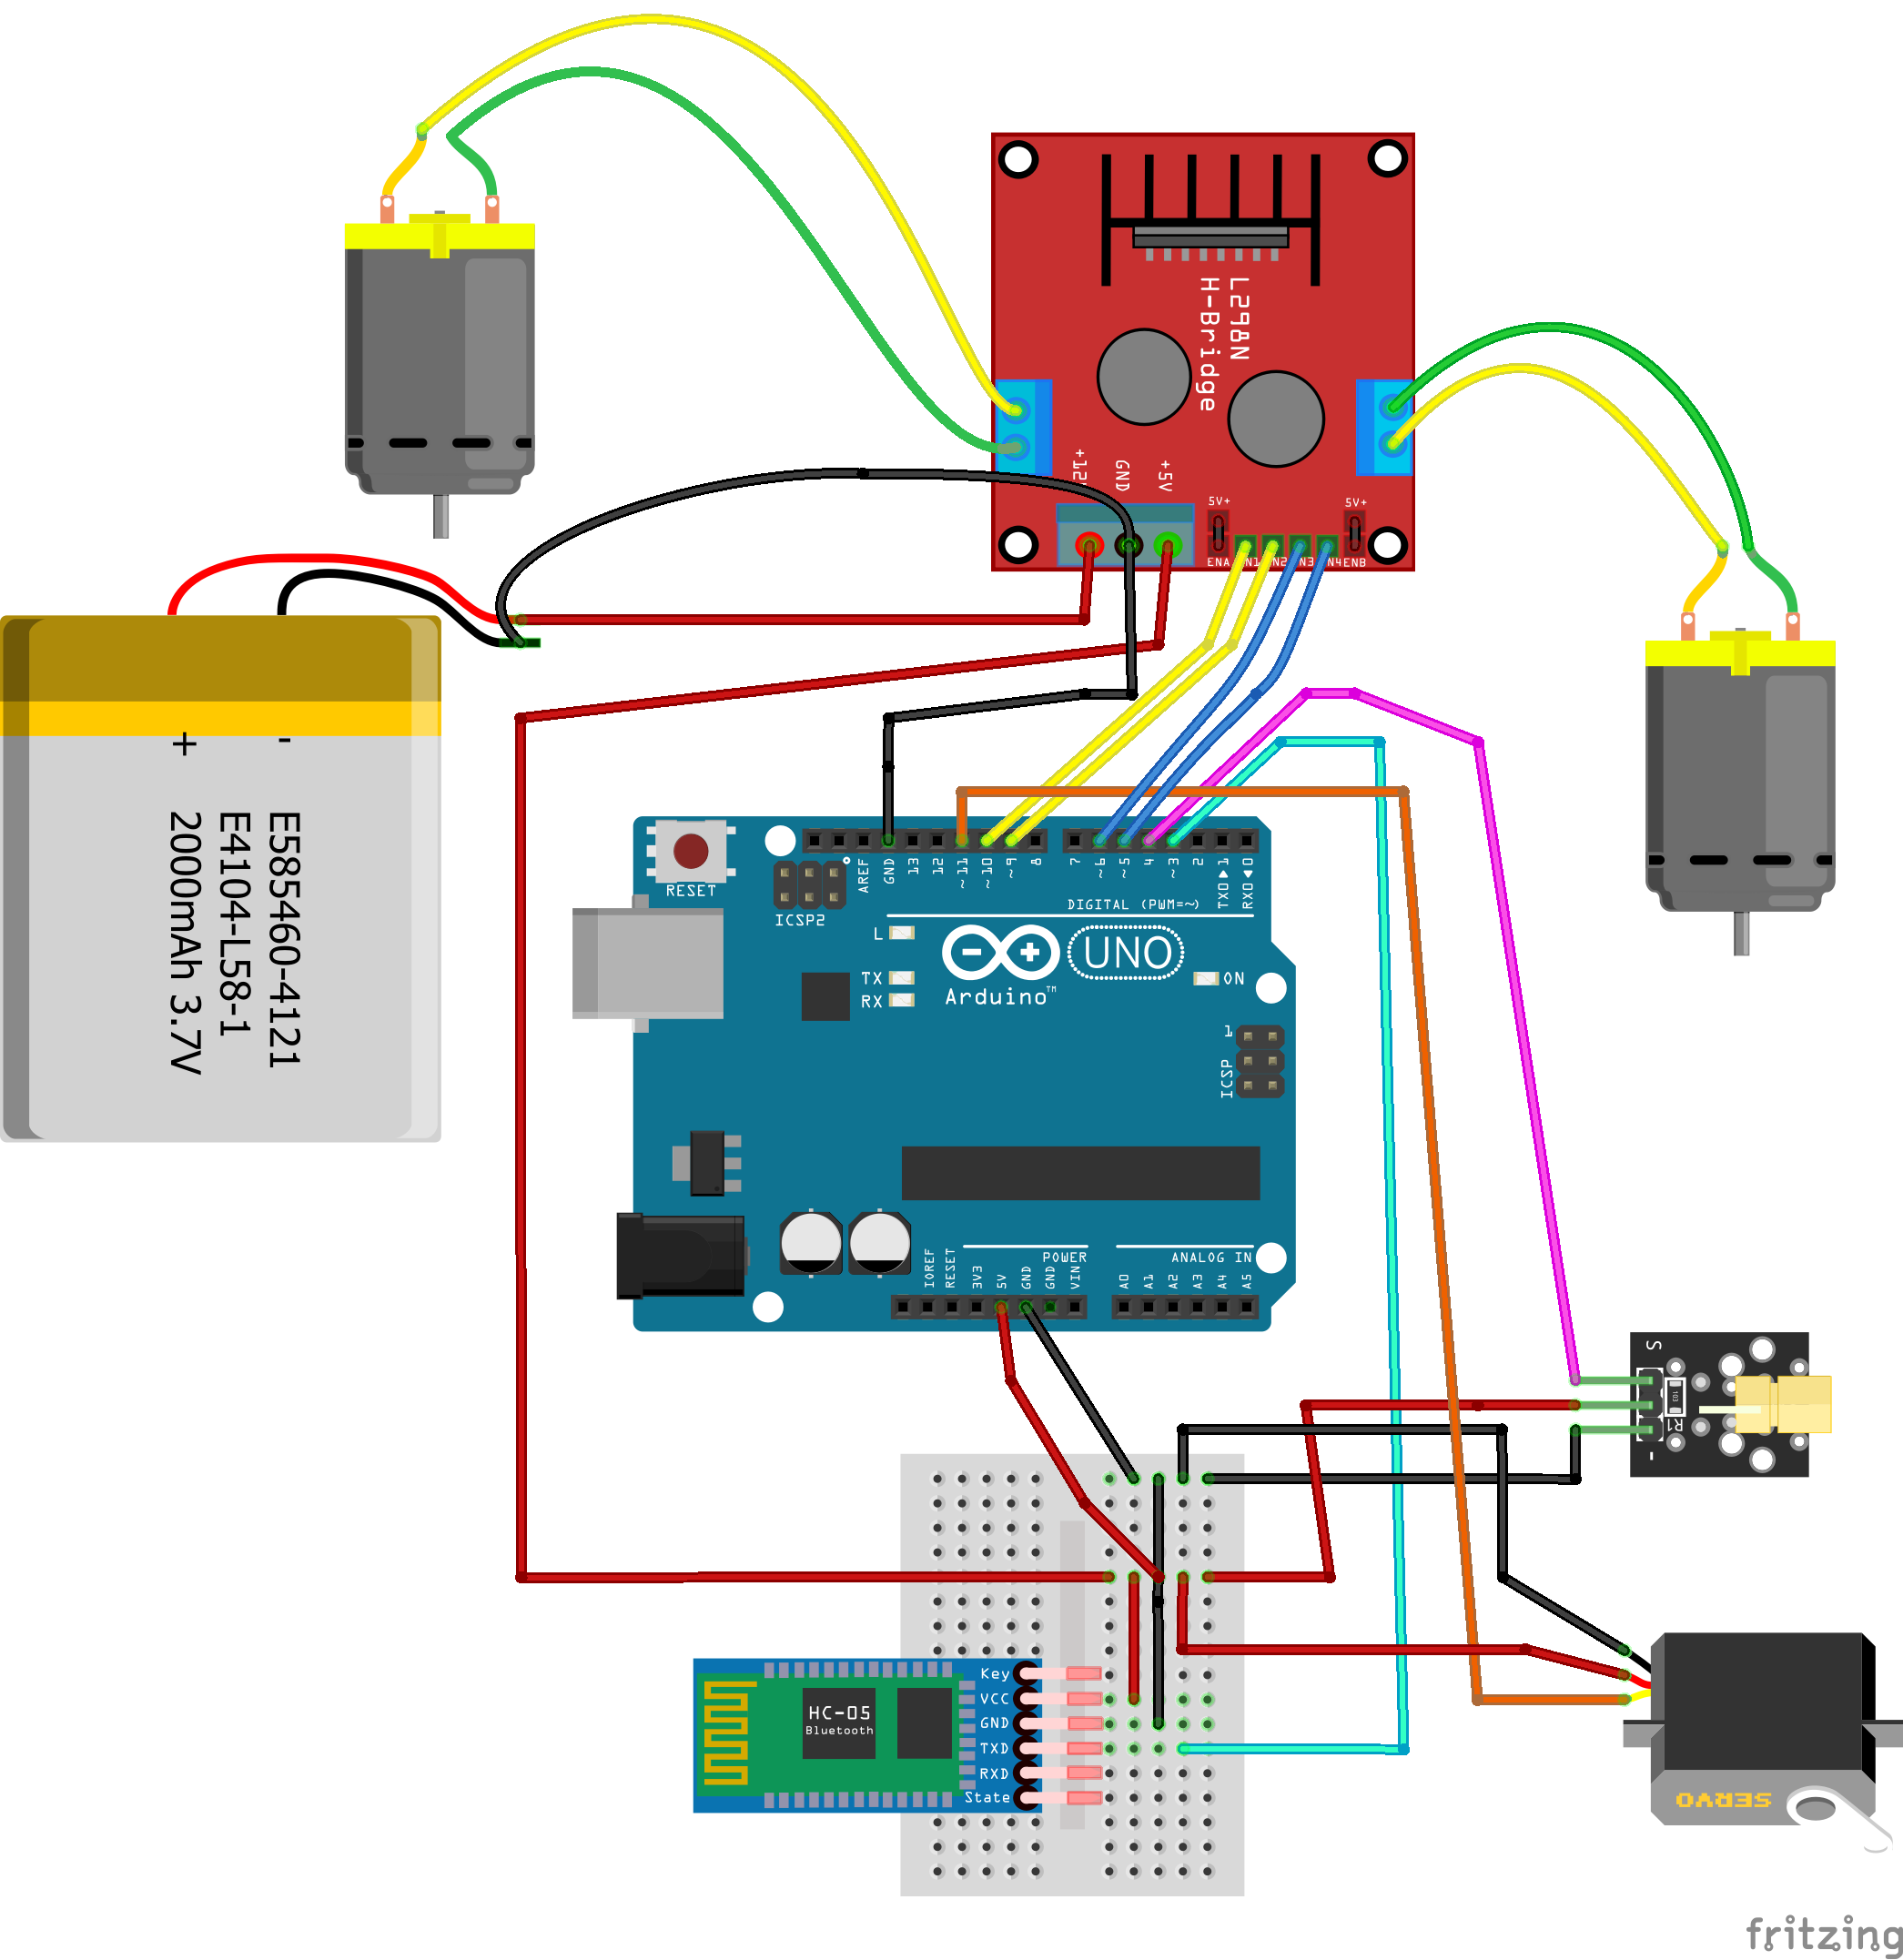 L298N
H-Bridge
+12V
GND
+5V
5V+
5V+
ENA
IN1
IN2
IN3
IN4
ENB
+ -
E585460-4121
E4104-L58-1
2000mAh 3.7V
RESET
ICSP2
AREF
GND
13
12
~11
~10
~9
8
7
~6
~5
4
~3
2
TX0▶1
RX0◀0
DIGITAL (PWM=~)
L
TX
RX
Arduino™
UNO
ON
1
ICSP
IOREF
RESET
3V3
5V
GND
GND
VIN
POWER
A0
A1
A2
A3
A4
A5
ANALOG IN
S
103
R1
-
HC-05
Bluetooth
Key
VCC
GND
TXD
RXD
State
SERVO
fritzing